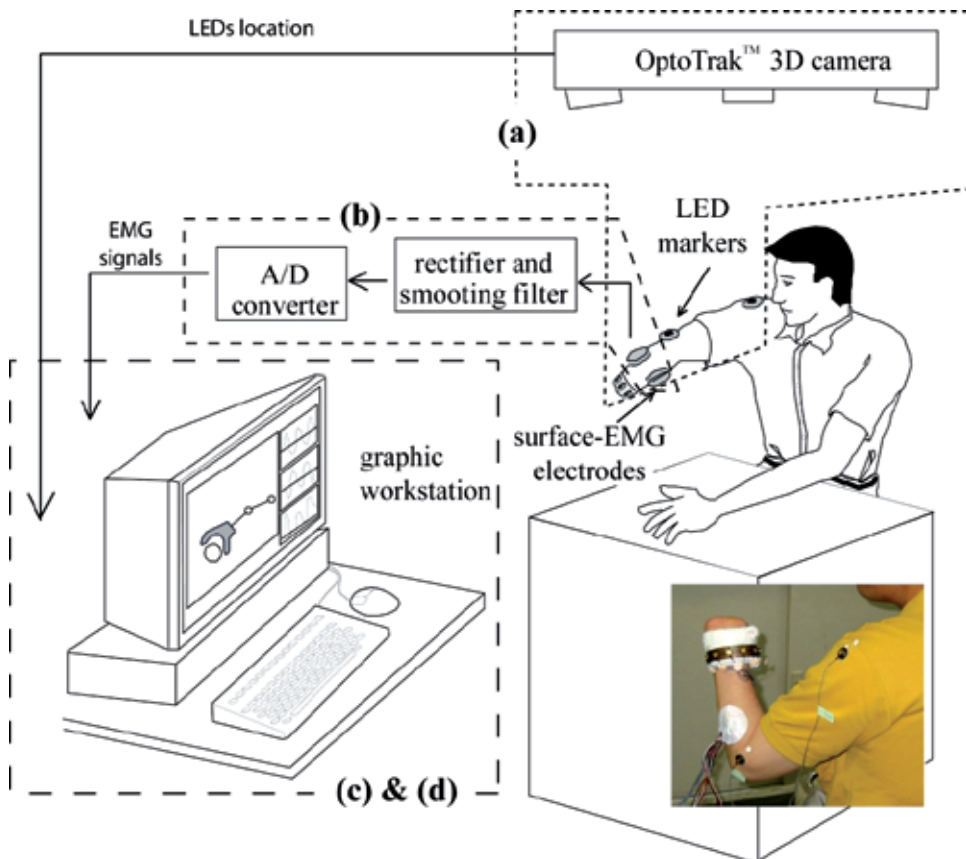 LEDs location
OptoTrak™ 3D camera
(a)
(b)
LED
markers
EMG
signals
A/D
converter
rectifier and
smooting filter
surface-EMG
electrodes
graphic
workstation
(c) & (d)